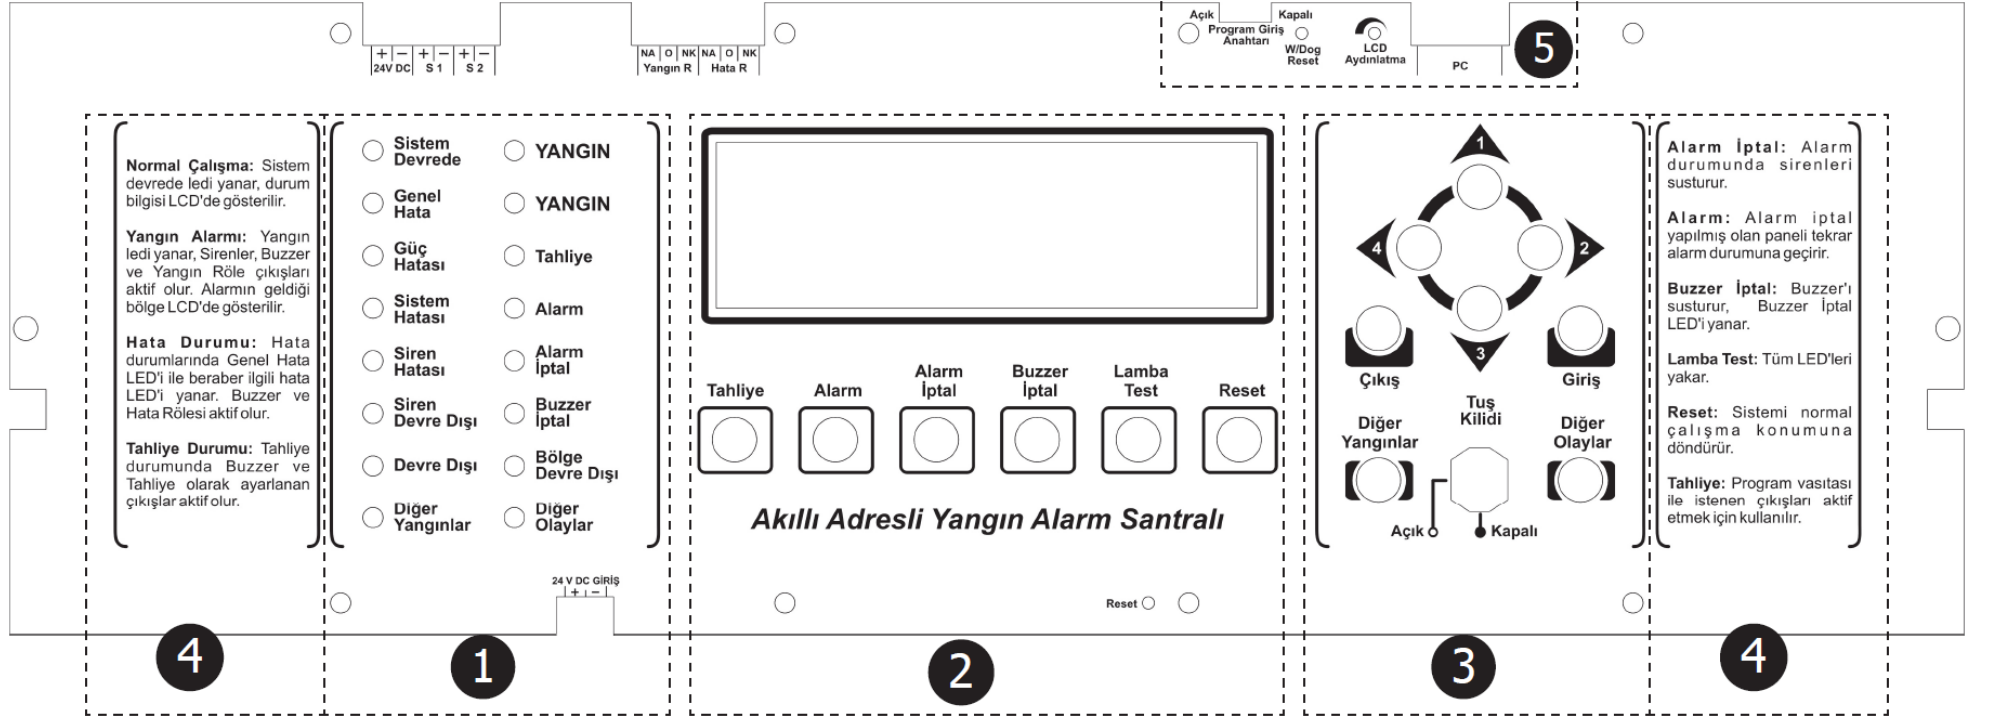 Açık
Kapalı
Program Giriş
Anahtarı
W/Dog
Reset
LCD
Aydınlatma
PC
5
+ − + − + −
24V DC S 1 S 2
NA O NK NA O NK
Yangın R Hata R
Normal Çalışma: Sistem
devrede ledi yanar, durum
bilgisi LCD'de gösterilir.
Yangın Alarmı: Yangın
ledi yanar, Sirenler, Buzzer
ve Yangın Röle çıkışları
aktif olur. Alarmın geldiği
bölge LCD'de gösterilir.
Hata Durumu: Hata
durumlarında Genel Hata
LED'i ile beraber ilgili hata
LED'i yanar. Buzzer ve
Hata Rölesi aktif olur.
Tahliye Durumu: Tahliye
durumunda Buzzer ve
Tahliye olarak ayarlanan
çıkışlar aktif olur.
4
Sistem
Devrede
Genel
Hata
Güç
Hatası
Sistem
Hatası
Siren
Hatası
Siren
Devre Dışı
Devre Dışı
Diğer
Yangınlar
YANGIN
YANGIN
Tahliye
Alarm
Alarm
İptal
Buzzer
İptal
Bölge
Devre Dışı
Diğer
Olaylar
24 V DC GİRİŞ
+ −
1
Tahliye
Alarm
Alarm
İptal
Buzzer
İptal
Lamba
Test
Reset
Akıllı Adresli Yangın Alarm Santralı
Reset
2
1
4
2
3
Çıkış
Giriş
Tuş
Kilidi
Diğer
Yangınlar
Diğer
Olaylar
Açık
Kapalı
3
Alarm İptal: Alarm
durumunda sirenleri
susturur.
Alarm: Alarm iptal
yapılmış olan paneli tekrar
alarm durumuna geçirir.
Buzzer İptal: Buzzer'ı
susturur, Buzzer İptal
LED'i yanar.
Lamba Test: Tüm LED'leri
yakar.
Reset: Sistemi normal
çalışma konumuna
döndürür.
Tahliye: Program vasıtası
ile istenen çıkışları aktif
etmek için kullanılır.
4